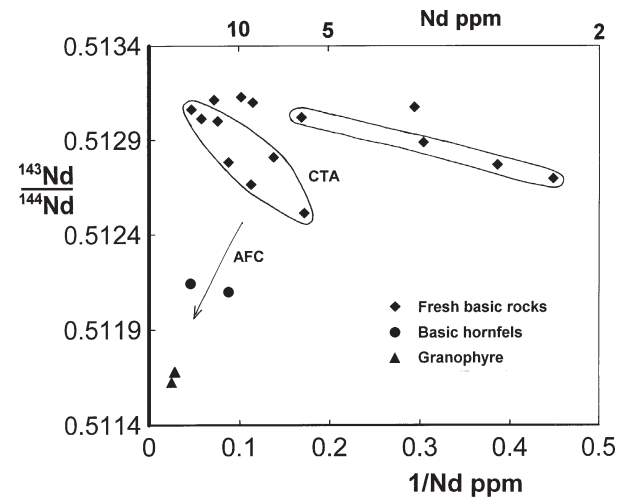 Nd ppm
10 5 2
0.5134
0.5129
0.5124
0.5119
0.5114
143Nd
144Nd
CTA
AFC
Fresh basic rocks
Basic hornfels
Granophyre
0 0.1 0.2 0.3 0.4 0.5
1/Nd ppm